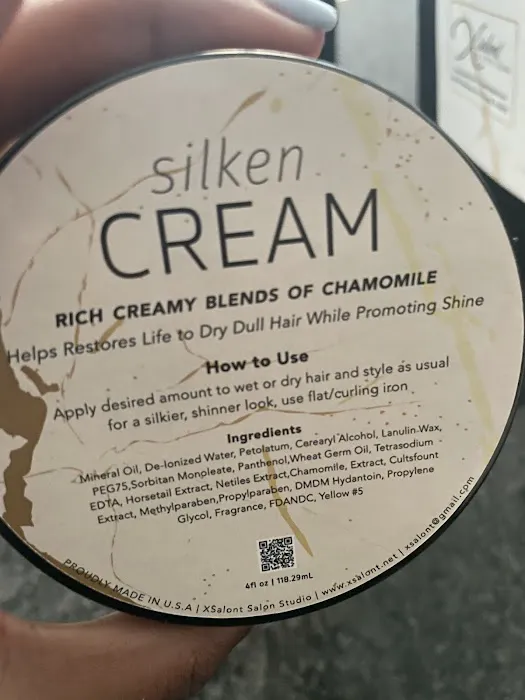 silken
CREAM
RICH CREAMY BLENDS OF CHAMOMILE
Helps Restores Life to Dry Dull Hair While Promoting Shine
How to Use
Apply desired amount to wet or dry hair and style as usual
for a silkier, shinner look, use flat/curling iron
Ingredients
Mineral Oil, De-Ionized Water, Petolatum, Cerearyl Alcohol, Lanulin Wax,
PEG75,Sorbitan Monoleate, Panthenol,Wheat Germ Oil, Tetrasodium
EDTA, Horsetail Extract, Netiles Extract,Chamomile, Extract, Cultsfount
Extract, Methylparaben,Propylparaben, DMDM Hydantoin, Propylene
Glycol, Fragrance, FDANDC, Yellow #5
4fl oz | 118.29mL
PROUDLY MADE IN U.S.A | XSalont Salon Studio | www.xsalont.net | xsalont@gmail.com